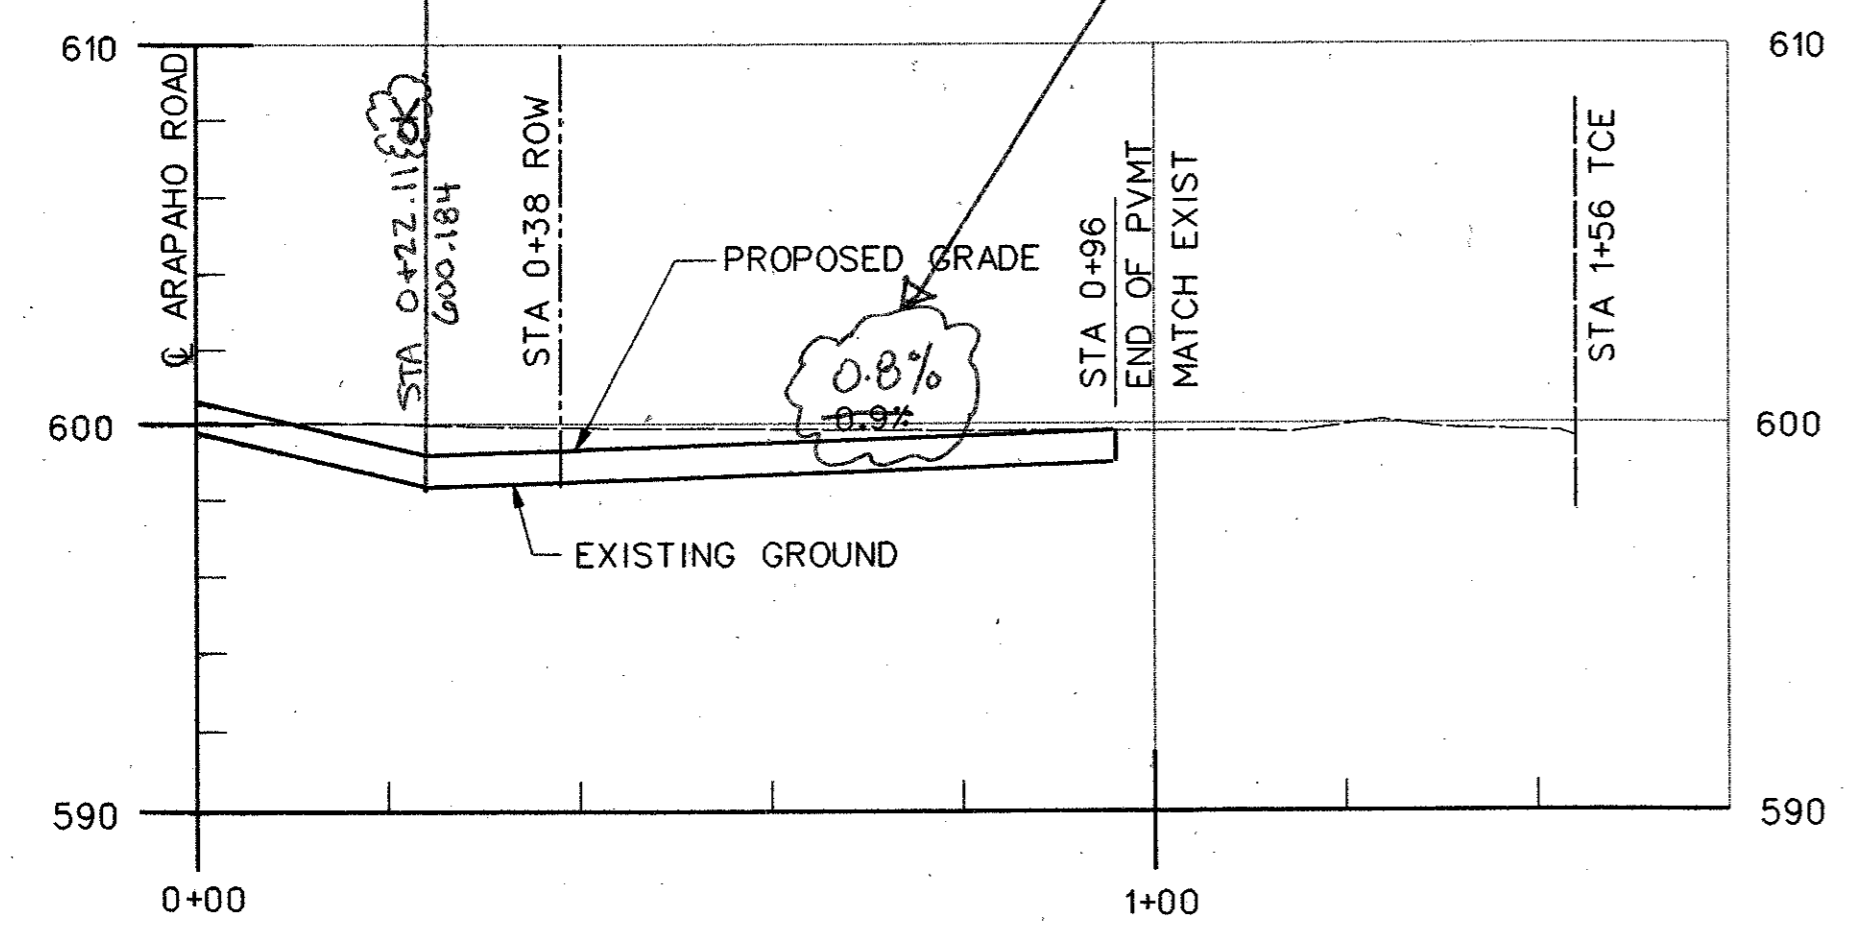 610
610
℄ ARAPAHO ROAD
STA 0+22.11 OK
600.184
STA 0+38 ROW
PROPOSED GRADE
STA 0+96
END OF PVMT
MATCH EXIST
STA 1+56 TCE
0.8%
0.9%
600
600
EXISTING GROUND
590
590
0+00
1+00